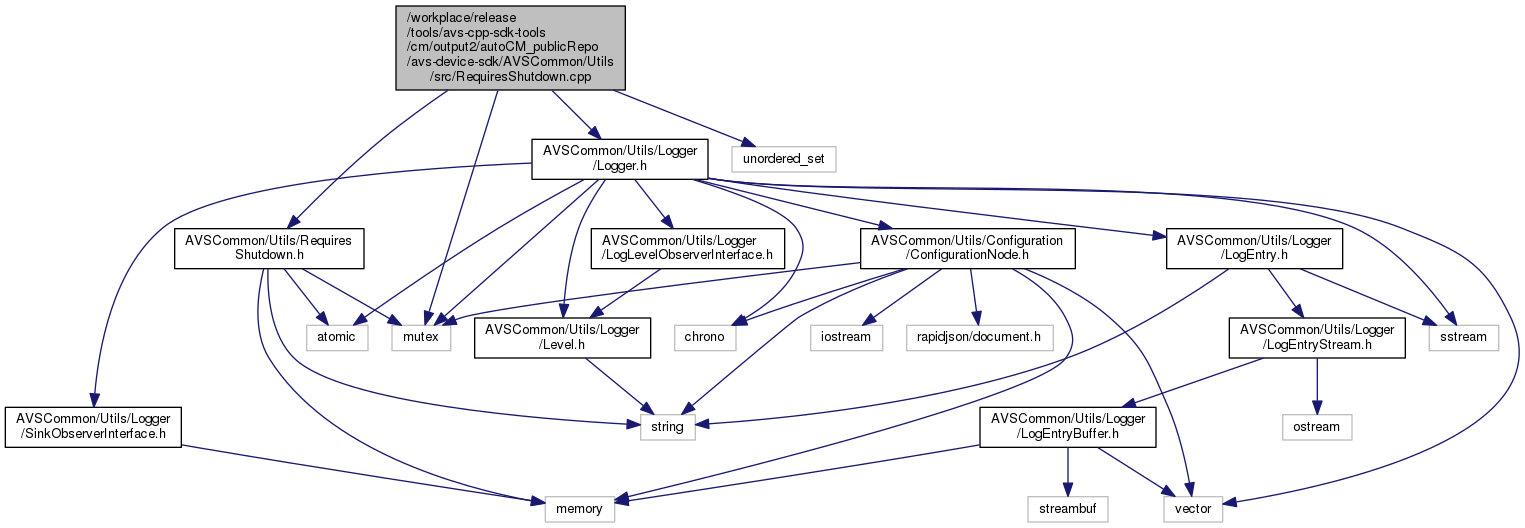 /workplace/release
/tools/avs-cpp-sdk-tools
/cm/output2/autoCM_publicRepo
/avs-device-sdk/AVSCommon/Utils
/src/RequiresShutdown.cpp
AVSCommon/Utils/Logger
/Logger.h
unordered_set
AVSCommon/Utils/Requires
Shutdown.h
AVSCommon/Utils/Logger
/LogLevelObserverInterface.h
AVSCommon/Utils/Configuration
/ConfigurationNode.h
AVSCommon/Utils/Logger
/LogEntry.h
atomic
mutex
AVSCommon/Utils/Logger
/Level.h
chrono
iostream
rapidjson/document.h
AVSCommon/Utils/Logger
/LogEntryStream.h
sstream
AVSCommon/Utils/Logger
/SinkObserverInterface.h
string
AVSCommon/Utils/Logger
/LogEntryBuffer.h
ostream
memory
streambuf
vector